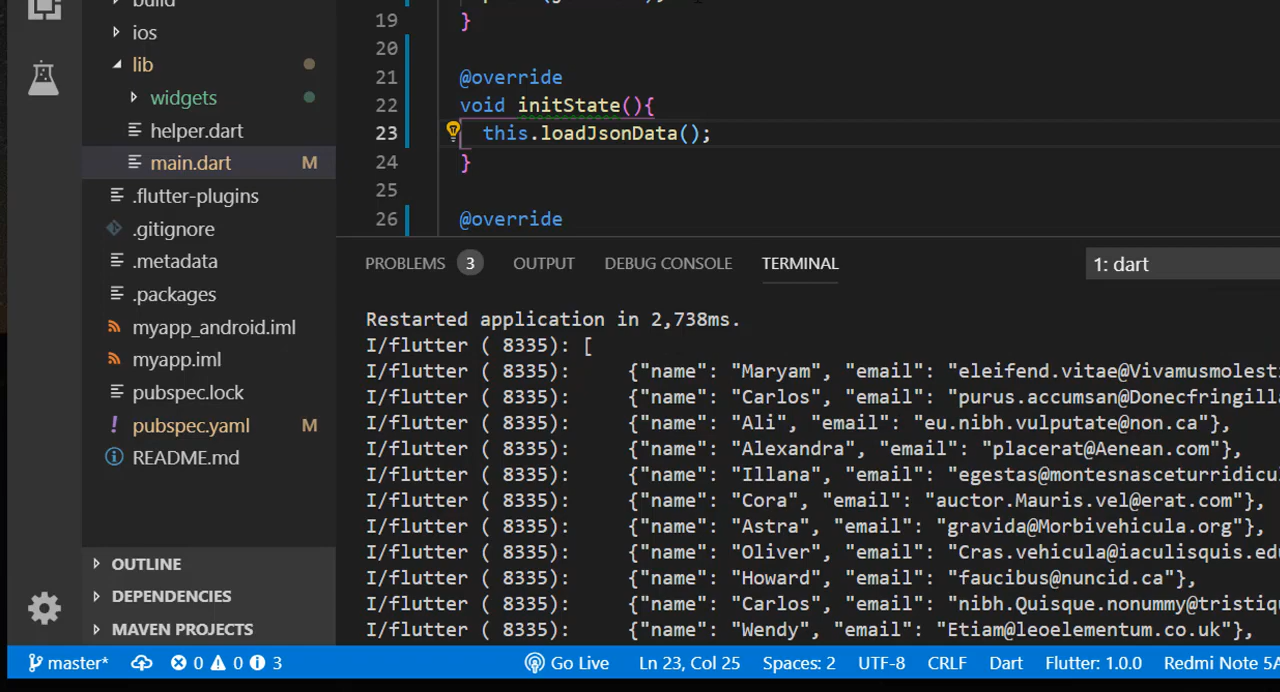 build
ios
lib
widgets
helper.dart
main.dart M
.flutter-plugins
.gitignore
.metadata
.packages
myapp_android.iml
myapp.iml
pubspec.lock
! pubspec.yaml M
README.md
OUTLINE
DEPENDENCIES
MAVEN PROJECTS
19 }
20
21 @override
22 void initState(){
23 this.loadJsonData();
24 }
25
26 @override
PROBLEMS 3 OUTPUT DEBUG CONSOLE TERMINAL 1: dart
Restarted application in 2,738ms.
I/flutter ( 8335): [
I/flutter ( 8335): {"name": "Maryam", "email": "eleifend.vitae@Vivamusmolesti
I/flutter ( 8335): {"name": "Carlos", "email": "purus.accumsan@Donecfringilla
I/flutter ( 8335): {"name": "Ali", "email": "eu.nibh.vulputate@non.ca"},
I/flutter ( 8335): {"name": "Alexandra", "email": "placerat@Aenean.com"},
I/flutter ( 8335): {"name": "Illana", "email": "egestas@montesnasceturridicu
I/flutter ( 8335): {"name": "Cora", "email": "auctor.Mauris.vel@erat.com"},
I/flutter ( 8335): {"name": "Astra", "email": "gravida@Morbivehicula.org"},
I/flutter ( 8335): {"name": "Oliver", "email": "Cras.vehicula@iaculisquis.edu
I/flutter ( 8335): {"name": "Howard", "email": "faucibus@nuncid.ca"},
I/flutter ( 8335): {"name": "Carlos", "email": "nibh.Quisque.nonummy@tristiqu
I/flutter ( 8335): {"name": "Wendy", "email": "Etiam@leoelementum.co.uk"},
master* 0 0 3 Go Live Ln 23, Col 25 Spaces: 2 UTF-8 CRLF Dart Flutter: 1.0.0 Redmi Note 5A